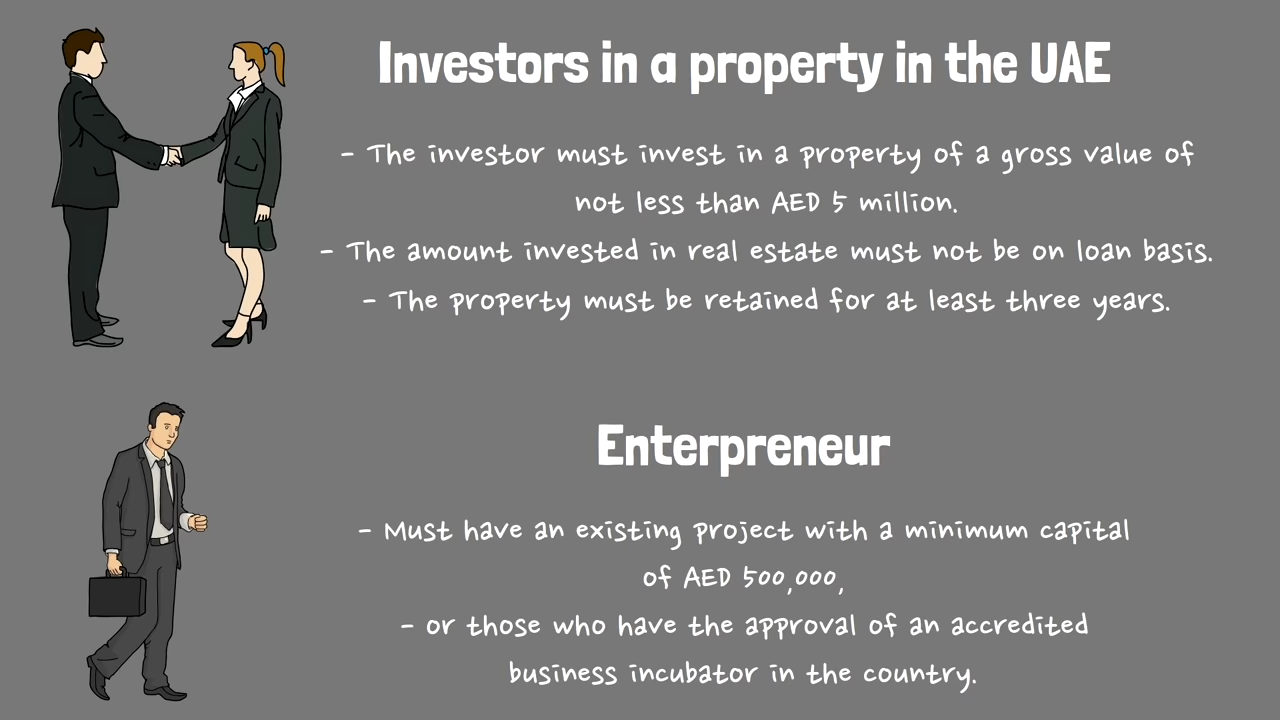 Investors in a property in the UAE
- The investor must invest in a property of a gross value of
not less than AED 5 million.
- The amount invested in real estate must not be on loan basis.
- The property must be retained for at least three years.
Enterpreneur
- Must have an existing project with a minimum capital
of AED 500,000,
- or those who have the approval of an accredited
business incubator in the country.